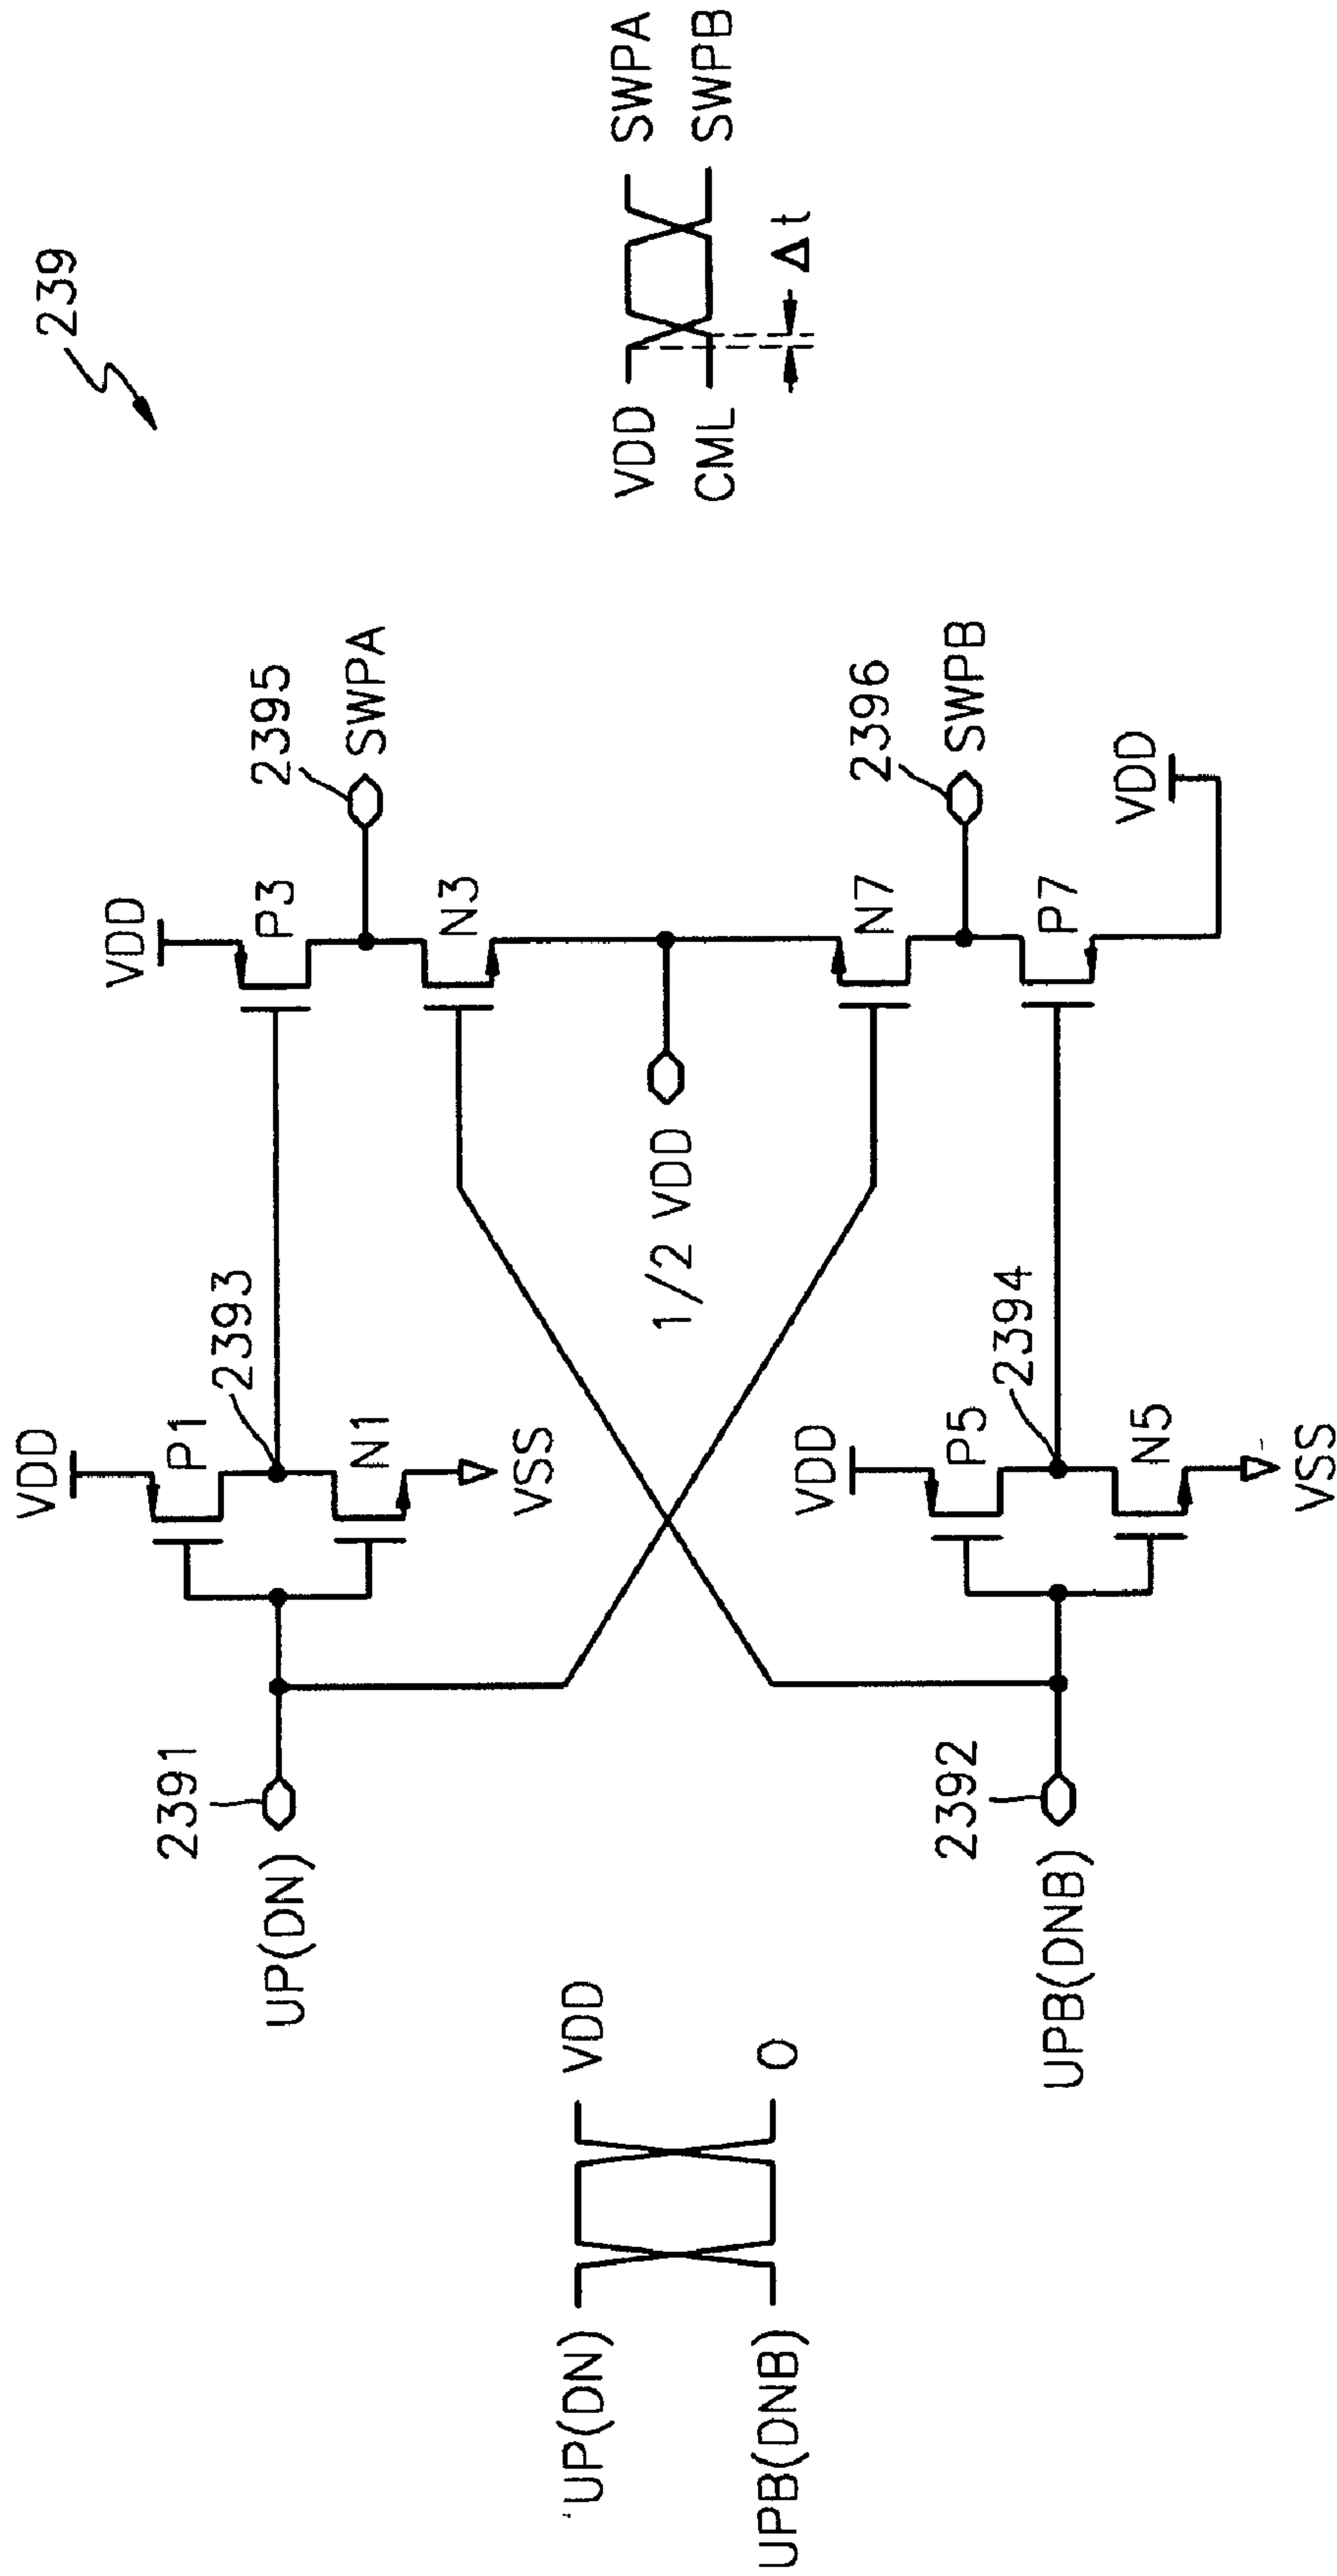 239
UP(DN)
UPB(DNB)
VDD
0
UP(DN)
2391
UPB(DNB)
2392
VDD
P1
2393
N1
VSS
VDD
P5
2394
N5
VSS
1/2 VDD
VDD
P3
2395
SWPA
N3
N7
2396
SWPB
P7
VDD
VDD
CML
SWPA
SWPB
Δt